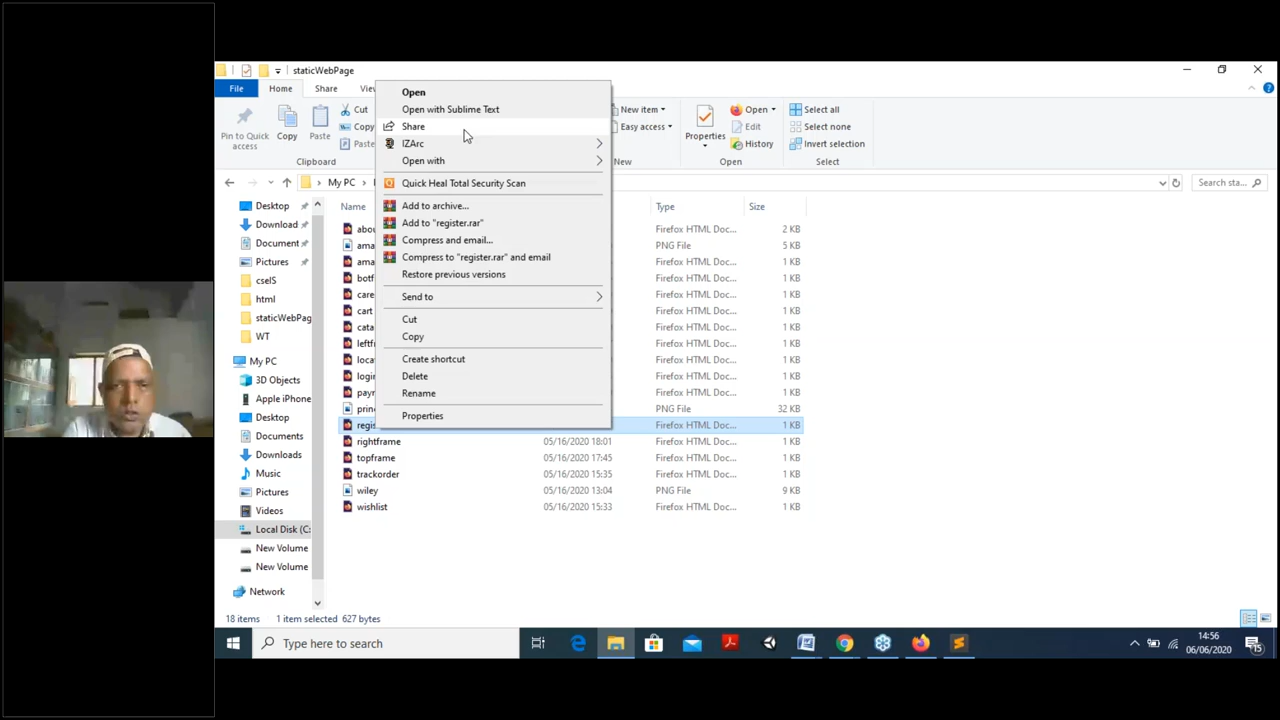 staticWebPage
File
Home
Share
Pin to Quick access
Copy
Paste
Cut
Copy
Clipboard
New item
Easy access
New
Properties
Open
Edit
History
Open
Select all
Select none
Invert selection
Select
My PC
Search sta...
Name
Type
Size
Desktop
Download
Document
Pictures
cseIS
html
staticWebPag
WT
My PC
3D Objects
Apple iPhone
Desktop
Documents
Downloads
Music
Pictures
Videos
Local Disk (C:
New Volume
New Volume
Network
Open
Open with Sublime Text
Share
IZArc
Open with
Quick Heal Total Security Scan
Add to archive...
Add to "register.rar"
Compress and email...
Compress to "register.rar" and email
Restore previous versions
Send to
Cut
Copy
Create shortcut
Delete
Rename
Properties
Firefox HTML Doc... 2 KB
PNG File 5 KB
Firefox HTML Doc... 1 KB
Firefox HTML Doc... 1 KB
Firefox HTML Doc... 1 KB
cart Firefox HTML Doc... 1 KB
Firefox HTML Doc... 1 KB
Firefox HTML Doc... 1 KB
Firefox HTML Doc... 1 KB
Firefox HTML Doc... 1 KB
Firefox HTML Doc... 1 KB
PNG File 32 KB
Firefox HTML Doc... 1 KB
rightframe 05/16/2020 18:01 Firefox HTML Doc... 1 KB
topframe 05/16/2020 17:45 Firefox HTML Doc... 1 KB
trackorder 05/16/2020 15:35 Firefox HTML Doc... 1 KB
wiley 05/16/2020 13:04 PNG File 9 KB
wishlist 05/16/2020 15:33 Firefox HTML Doc... 1 KB
18 items 1 item selected 627 bytes
Type here to search
14:56
06/06/2020
15